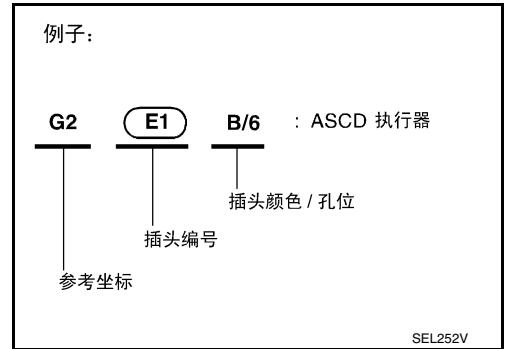 例子：
G2 E1 B/6 : ASCD 执行器
插头颜色 / 孔位
插头编号
参考坐标
SEL252V